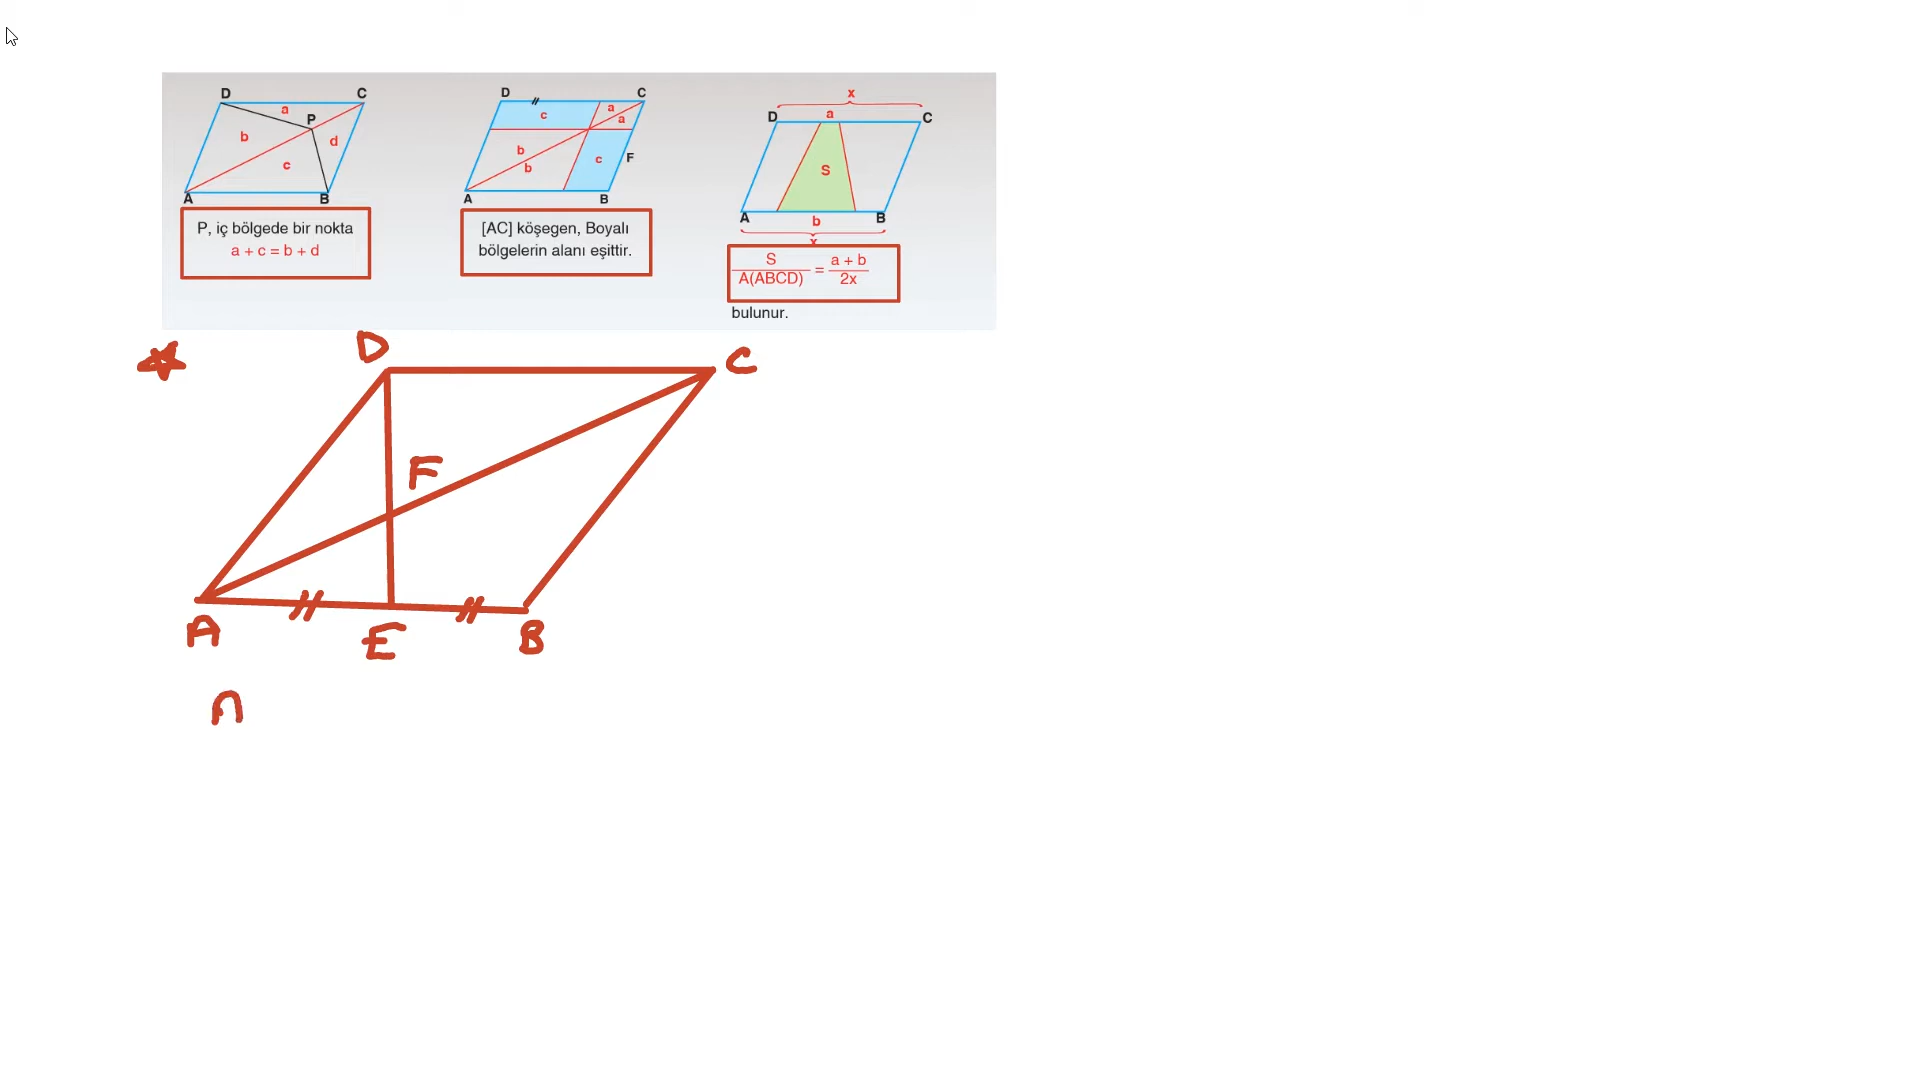 D
C
a
P
b
d
c
A
B
P, iç bölgede bir nokta
a + c = b + d
D
C
c
a
a
b
b
c
F
A
B
[AC] köşegen, Boyalı
bölgelerin alanı eşittir.
x
D
a
C
S
A
b
B
x
S / A(ABCD) = a + b / 2x
bulunur.
D
C
F
A
E
B